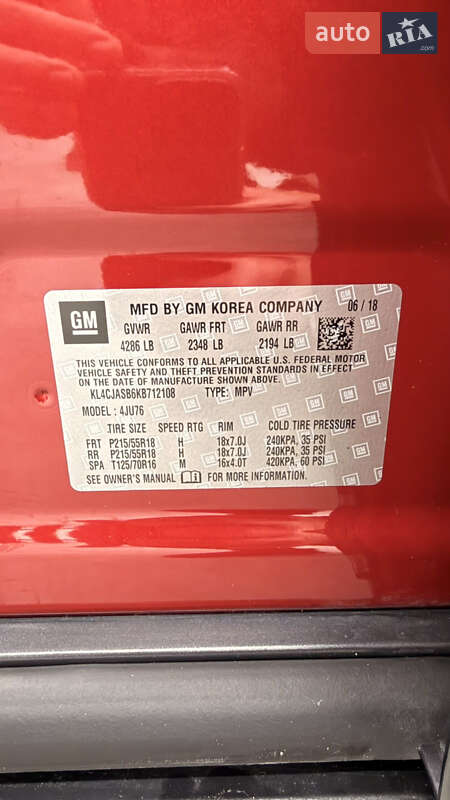 auto RIA .com
GM MFD BY GM KOREA COMPANY 06 / 18
GVWR GAWR FRT GAWR RR
4286 LB 2348 LB 2194 LB
THIS VEHICLE CONFORMS TO ALL APPLICABLE U.S. FEDERAL MOTOR
VEHICLE SAFETY, BUMPER, AND THEFT PREVENTION STANDARDS IN EFFECT
ON THE DATE OF MANUFACTURE SHOWN ABOVE.
KL4CJASB6KB712108 TYPE: MPV
MODEL: 4JU76
TIRE SIZE SPEED RTG RIM COLD TIRE PRESSURE
FRT P215/55R18 H 18x7.0J 240KPA, 35 PSI
RR P215/55R18 H 18x7.0J 240KPA, 35 PSI
SPA T125/70R16 M 16x4.0T 420KPA, 60 PSI
SEE OWNER'S MANUAL FOR MORE INFORMATION.